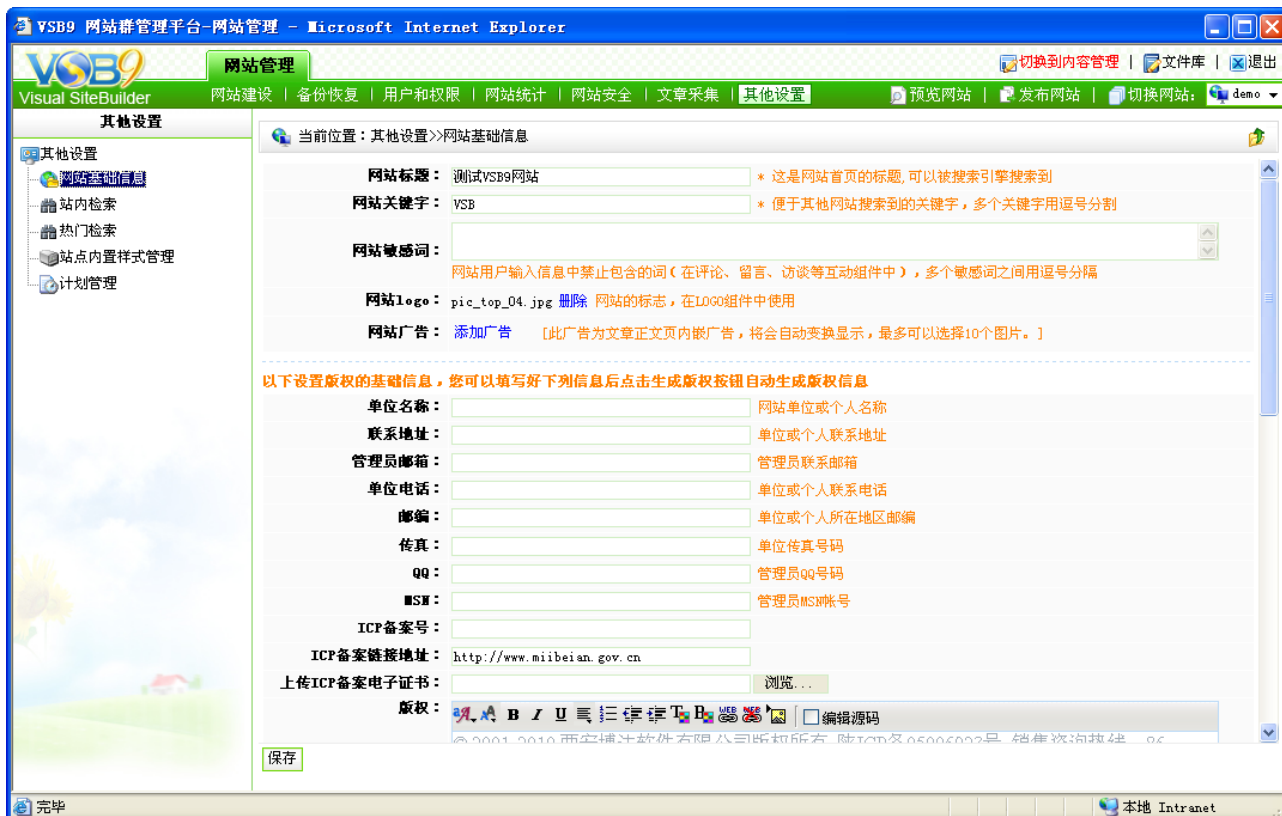 VSB9 网站群管理平台-网站管理 - Microsoft Internet Explorer
VSB9 网站管理 切换到内容管理 | 文件库 | 退出
Visual SiteBuilder 网站建设 | 备份恢复 | 用户和权限 | 网站统计 | 网站安全 | 文章采集 | 其他设置 预览网站 | 发布网站 | 切换网站: demo
其他设置
当前位置：其他设置>>网站基础信息
其他设置
网站基础信息
站内检索
热门检索
站点内置样式管理
计划管理
网站标题： 测试VSB9网站 * 这是网站首页的标题,可以被搜索引擎搜索到
网站关键字： VSB * 便于其他网站搜索到的关键字，多个关键字用逗号分割
网站敏感词：
网站用户输入信息中禁止包含的词(在评论、留言、访谈等互动组件中)，多个敏感词之间用逗号分隔
网站logo： pic_top_04.jpg 删除 网站的标志，在LOGO组件中使用
网站广告： 添加广告 [此广告为文章正文页内嵌广告，将会自动变换显示，最多可以选择10个图片。]
以下设置版权的基础信息，您可以填写好下列信息后点击生成版权按钮自动生成版权信息
单位名称： 网站单位或个人名称
联系地址： 单位或个人联系地址
管理员邮箱： 管理员联系邮箱
单位电话： 单位或个人联系电话
邮编： 单位或个人所在地区邮编
传真： 单位传真号码
QQ： 管理员QQ号码
MSN： 管理员MSN帐号
ICP备案号：
ICP备案链接地址： http://www.miibeian.gov.cn
上传ICP备案电子证书： 浏览...
版权： B I U 编辑源码
保存
完毕 本地 Intranet